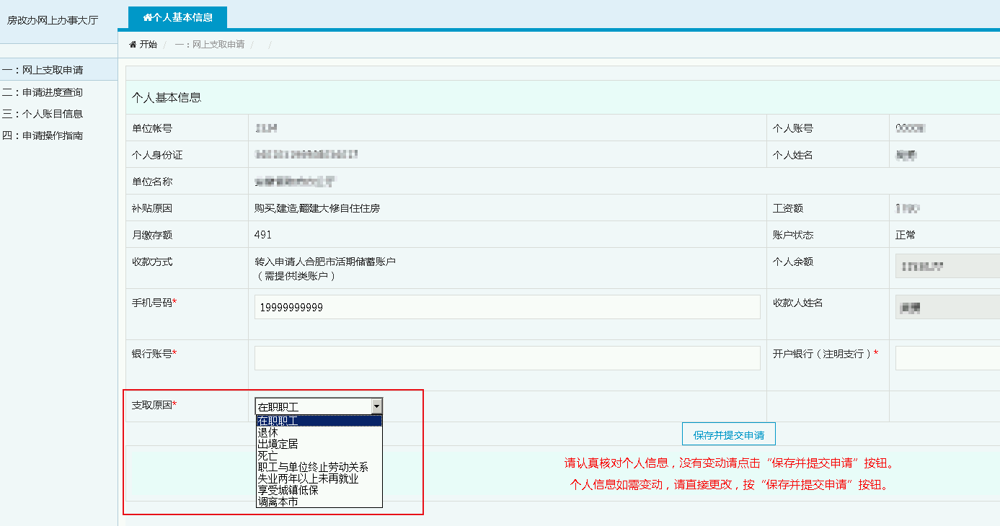 房改办网上办事大厅
个人基本信息
开始 / 一：网上支取申请 / /
一：网上支取申请
二：申请进度查询
三：个人账目信息
四：申请操作指南
个人基本信息
单位帐号 个人账号
个人身份证 个人姓名
单位名称
补贴原因 购买,建造,翻建大修自住住房 工资额
月缴存额 491 账户状态 正常
收款方式 转入申请人合肥市活期储蓄账户 个人余额
（需提供I类账户）
手机号码* 19999999999 收款人姓名
银行账号* 开户银行（注明支行）*
支取原因* 在职职工
在职职工
退休
出境定居
死亡
职工与单位终止劳动关系
失业两年以上未再就业
享受城镇低保
调离本市
保存并提交申请
请认真核对个人信息，没有变动请点击“保存并提交申请”按钮。
个人信息如需变动，请直接更改，按“保存并提交申请”按钮。